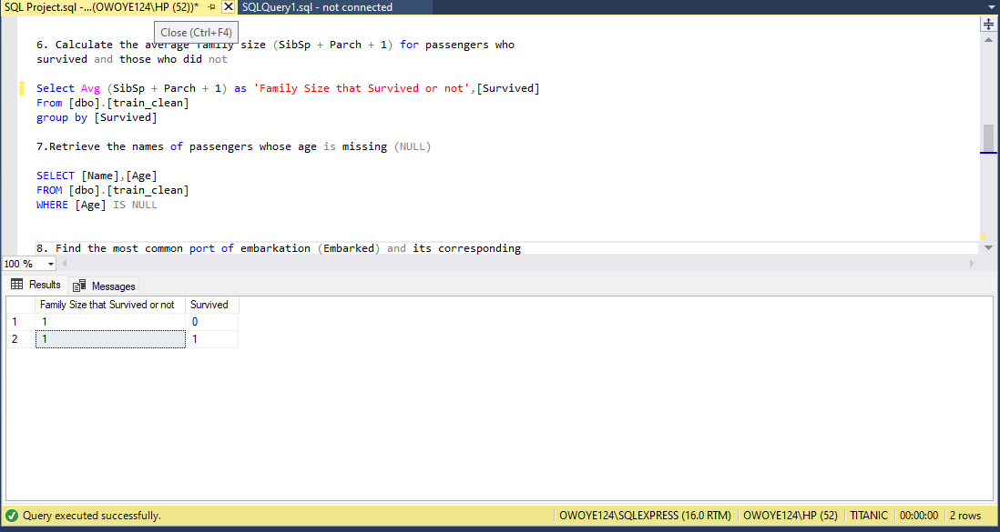 SQL Project.sql -...(OWOYE124\HP (52))* SQLQuery1.sql - not connected
Close (Ctrl+F4)
6. Calculate the average family size (SibSp + Parch + 1) for passengers who
survived and those who did not
Select Avg (SibSp + Parch + 1) as 'Family Size that Survived or not',[Survived]
From [dbo].[train_clean]
group by [Survived]
7.Retrieve the names of passengers whose age is missing (NULL)
SELECT [Name],[Age]
FROM [dbo].[train_clean]
WHERE [Age] IS NULL
8. Find the most common port of embarkation (Embarked) and its corresponding
100 %
Results Messages
Family Size that Survived or not Survived
1 1 0
2 1 1
Query executed successfully. OWOYE124\SQLEXPRESS (16.0 RTM) OWOYE124\HP (52) TITANIC 00:00:00 2 rows